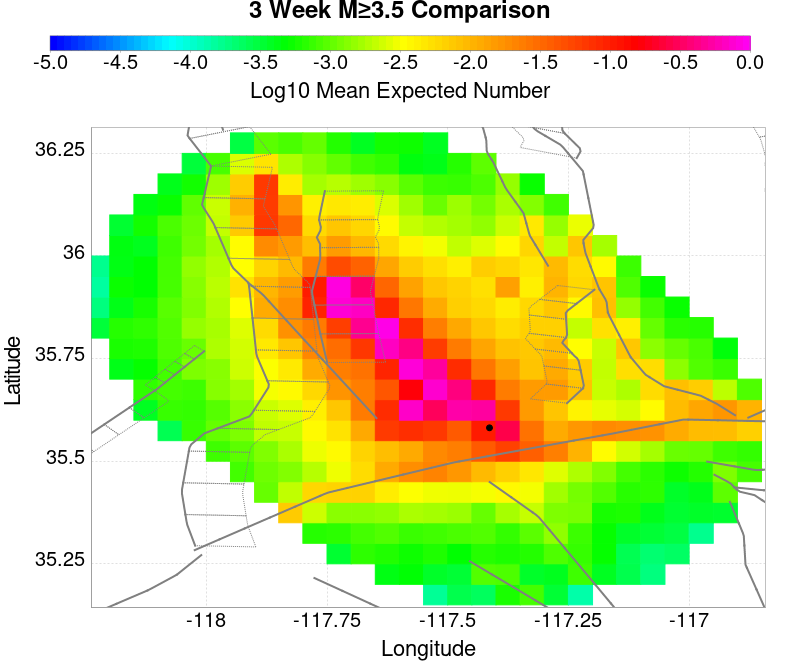 3 Week M≥3.5 Comparison
-5.0 -4.5 -4.0 -3.5 -3.0 -2.5 -2.0 -1.5 -1.0 -0.5 0.0
Log10 Mean Expected Number
36.25
36
35.75
35.5
35.25
Latitude
-118 -117.75 -117.5 -117.25 -117
Longitude